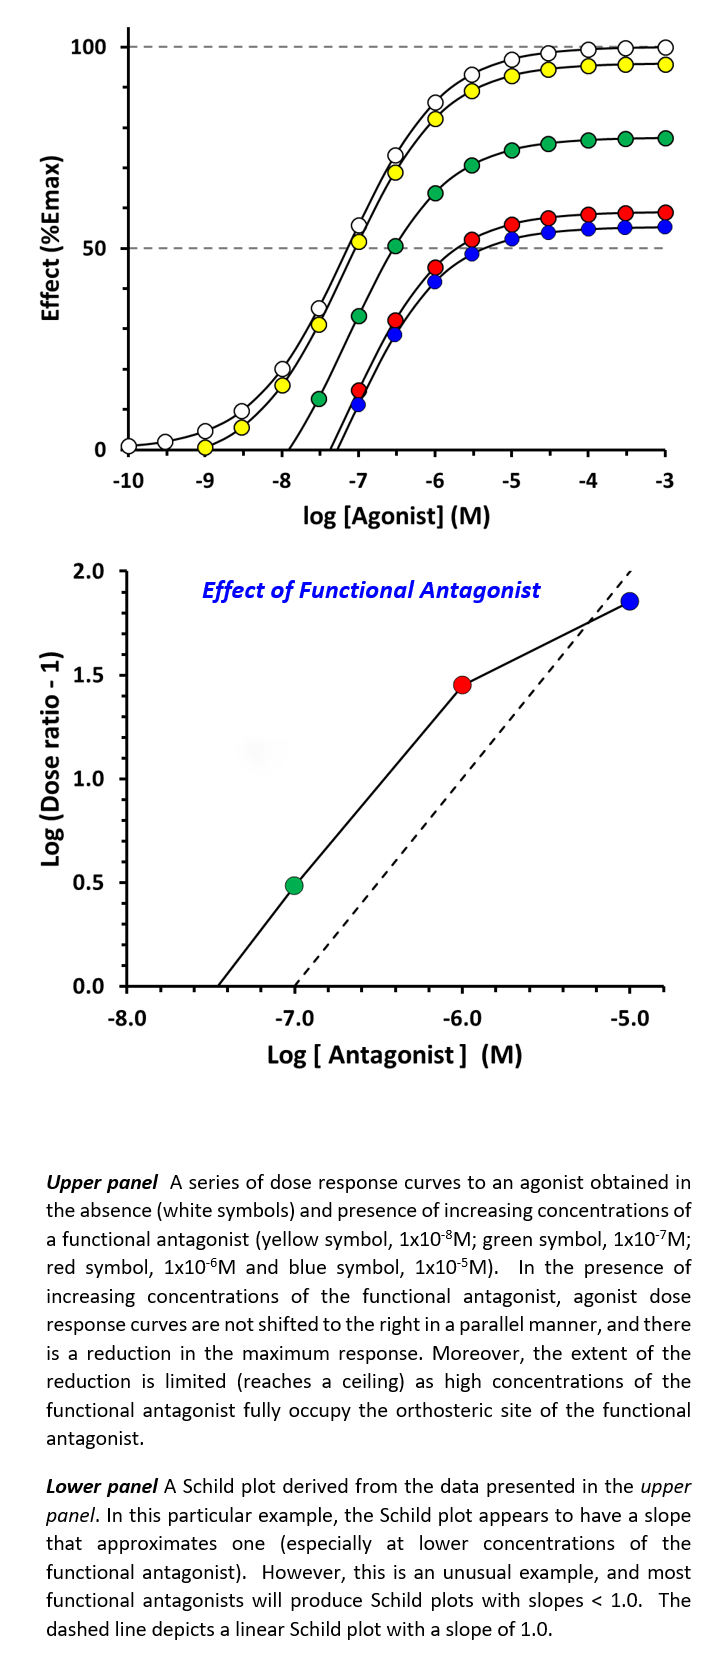 100
50
0
Effect (%Emax)
-10 -9 -8 -7 -6 -5 -4 -3
log [Agonist] (M)
Effect of Functional Antagonist
2.0
1.5
1.0
0.5
0.0
Log (Dose ratio - 1)
-8.0 -7.0 -6.0 -5.0
Log [ Antagonist ] (M)
Upper panel A series of dose response curves to an agonist obtained in
the absence (white symbols) and presence of increasing concentrations of
a functional antagonist (yellow symbol, 1x10⁻⁸M; green symbol, 1x10⁻⁷M;
red symbol, 1x10⁻⁶M and blue symbol, 1x10⁻⁵M). In the presence of
increasing concentrations of the functional antagonist, agonist dose
response curves are not shifted to the right in a parallel manner, and there
is a reduction in the maximum response. Moreover, the extent of the
reduction is limited (reaches a ceiling) as high concentrations of the
functional antagonist fully occupy the orthosteric site of the functional
antagonist.
Lower panel A Schild plot derived from the data presented in the upper
panel. In this particular example, the Schild plot appears to have a slope
that approximates one (especially at lower concentrations of the
functional antagonist). However, this is an unusual example, and most
functional antagonists will produce Schild plots with slopes < 1.0. The
dashed line depicts a linear Schild plot with a slope of 1.0.